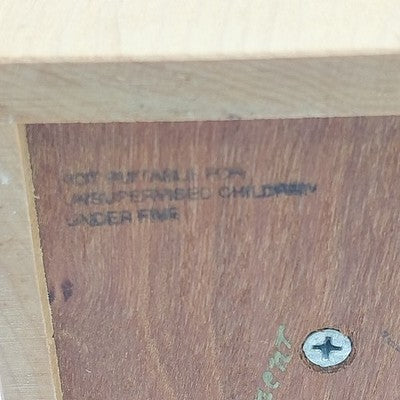 NOT SUITABLE FOR
UNSUPERVISED CHILDREN
UNDER FIVE